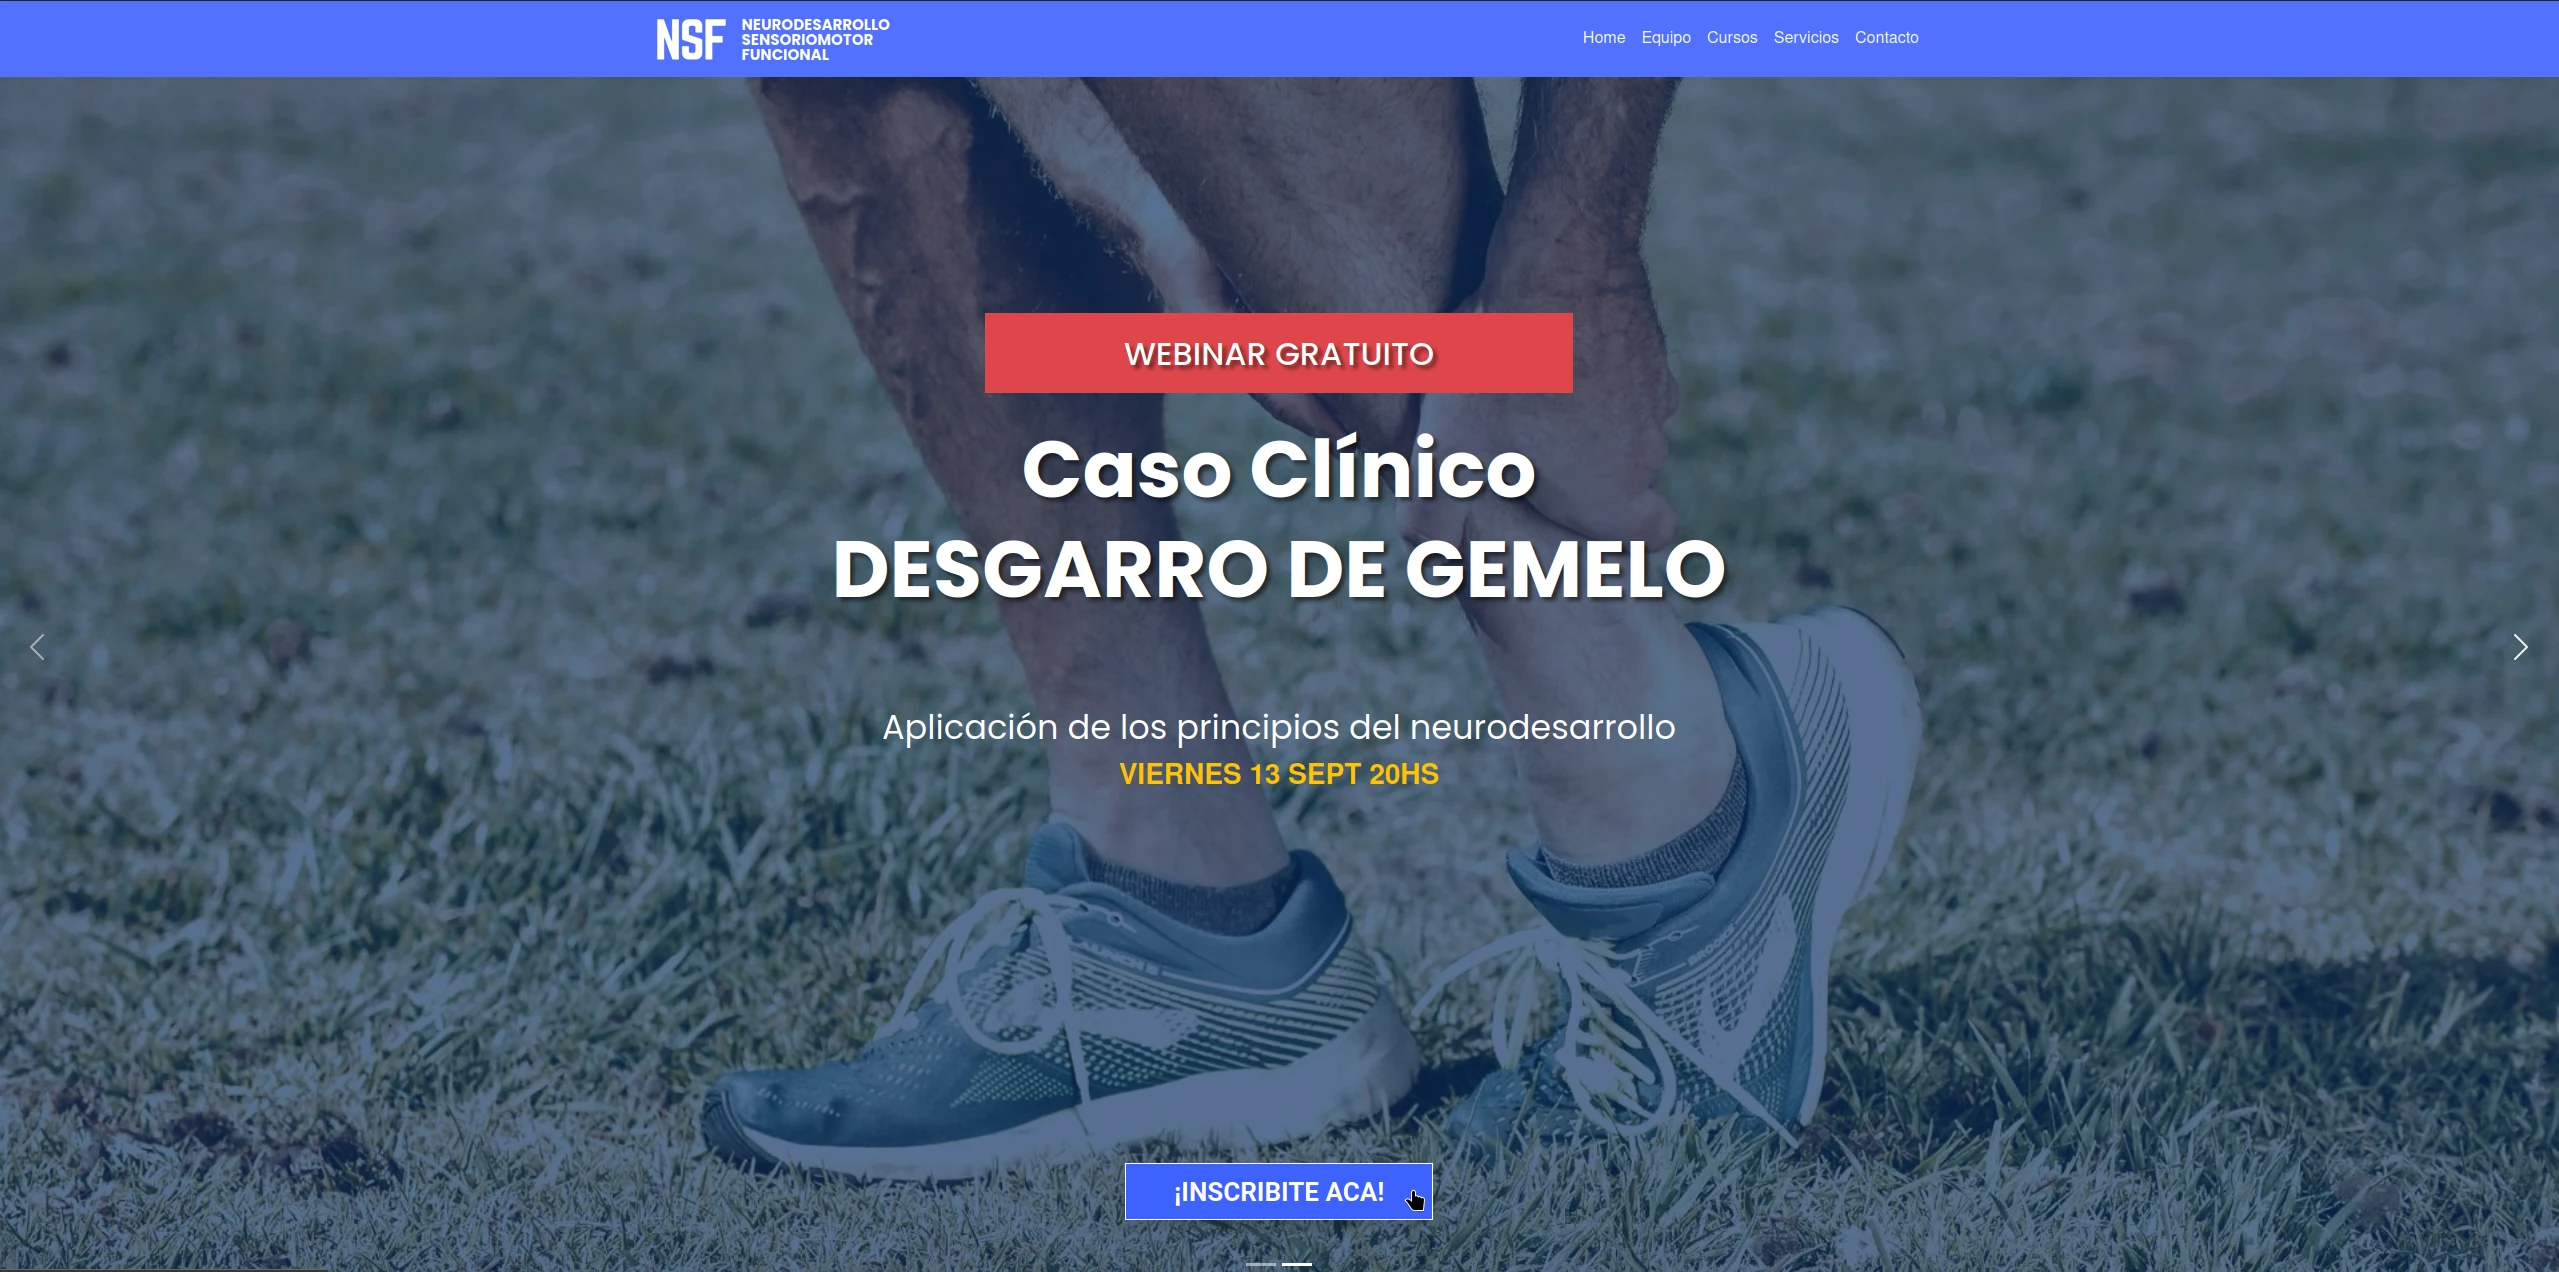 NSF
NEURODESARROLLO
SENSORIOMOTOR
FUNCIONAL
Home Equipo Cursos Servicios Contacto
WEBINAR GRATUITO
Caso Clínico
DESGARRO DE GEMELO
Aplicación de los principios del neurodesarrollo
VIERNES 13 SEPT 20HS
¡INSCRIBITE ACA!